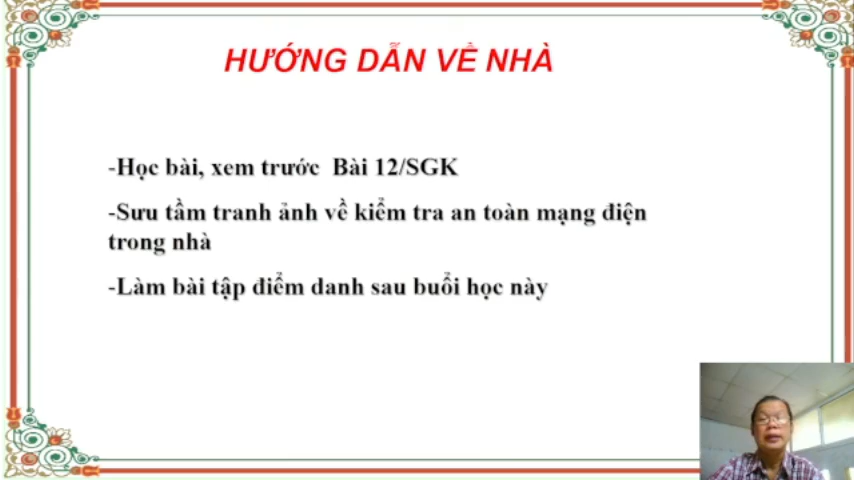 HƯỚNG DẪN VỀ NHÀ
-Học bài, xem trước Bài 12/SGK
-Sưu tầm tranh ảnh về kiểm tra an toàn mạng điện
trong nhà
-Làm bài tập điểm danh sau buổi học này